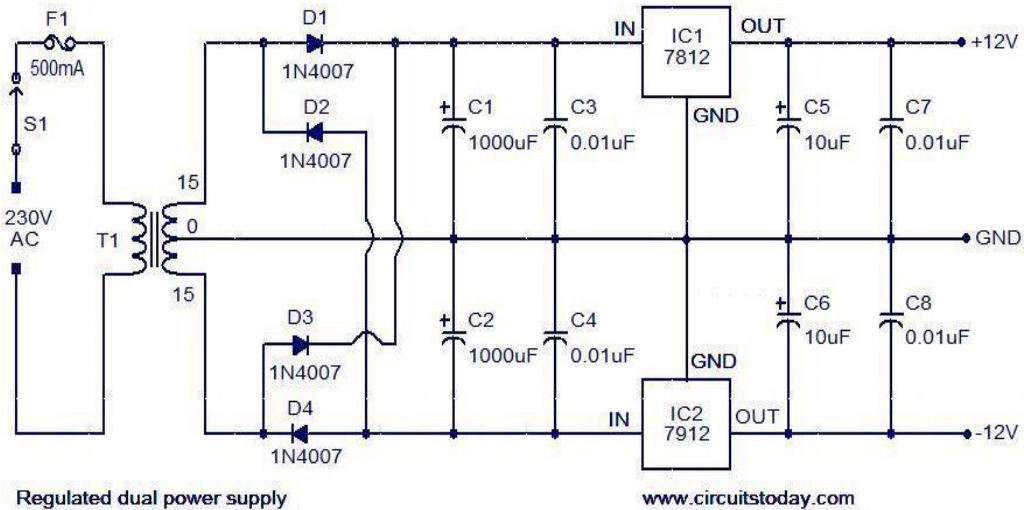 F1
500mA
S1
230V
AC
T1
15
0
15
D1
1N4007
D2
1N4007
D3
1N4007
D4
1N4007
C1
1000uF
C3
0.01uF
C2
1000uF
C4
0.01uF
IN
IC1
7812
OUT
GND
GND
IN
IC2
7912
OUT
C5
10uF
C7
0.01uF
C6
10uF
C8
0.01uF
+12V
GND
-12V
Regulated dual power supply
www.circuitstoday.com